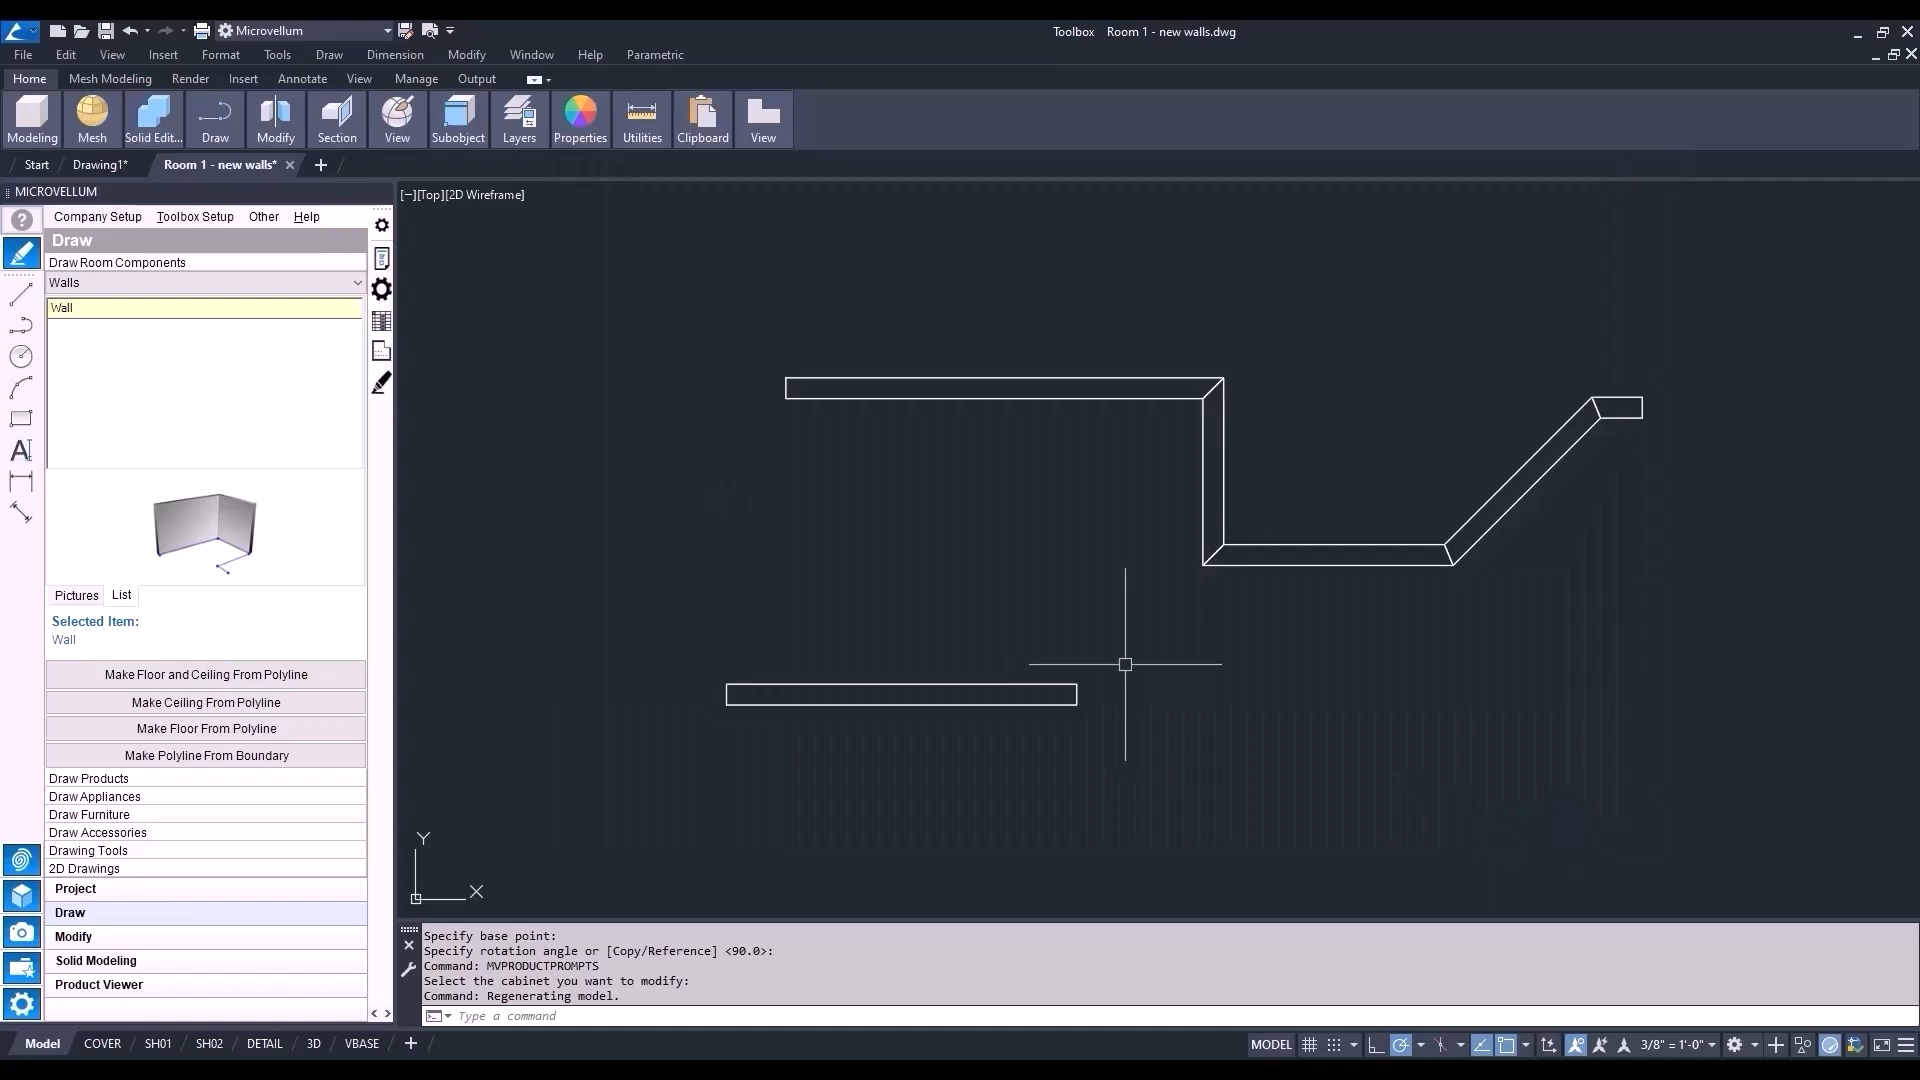 Microvellum
Toolbox Room 1 - new walls.dwg
File Edit View Insert Format Tools Draw Dimension Modify Window Help Parametric
Home Mesh Modeling Render Insert Annotate View Manage Output
Modeling Mesh Solid Edit... Draw Modify Section View Subobject Layers Properties Utilities Clipboard View
Start Drawing1* Room 1 - new walls*
MICROVELLUM
[−][Top][2D Wireframe]
Company Setup Toolbox Setup Other Help
Draw
Draw Room Components
Walls
Wall
Pictures List
Selected Item:
Wall
Make Floor and Ceiling From Polyline
Make Ceiling From Polyline
Make Floor From Polyline
Make Polyline From Boundary
Draw Products
Draw Appliances
Draw Furniture
Draw Accessories
Drawing Tools
2D Drawings
Project
Draw
Modify
Solid Modeling
Product Viewer
Y
X
Specify base point:
Specify rotation angle or [Copy/Reference] <90.0>:
Command: MVPRODUCTPROMPTS
Select the cabinet you want to modify:
Command: Regenerating model.
Type a command
Model COVER SH01 SH02 DETAIL 3D VBASE
MODEL 3/8" = 1'-0"